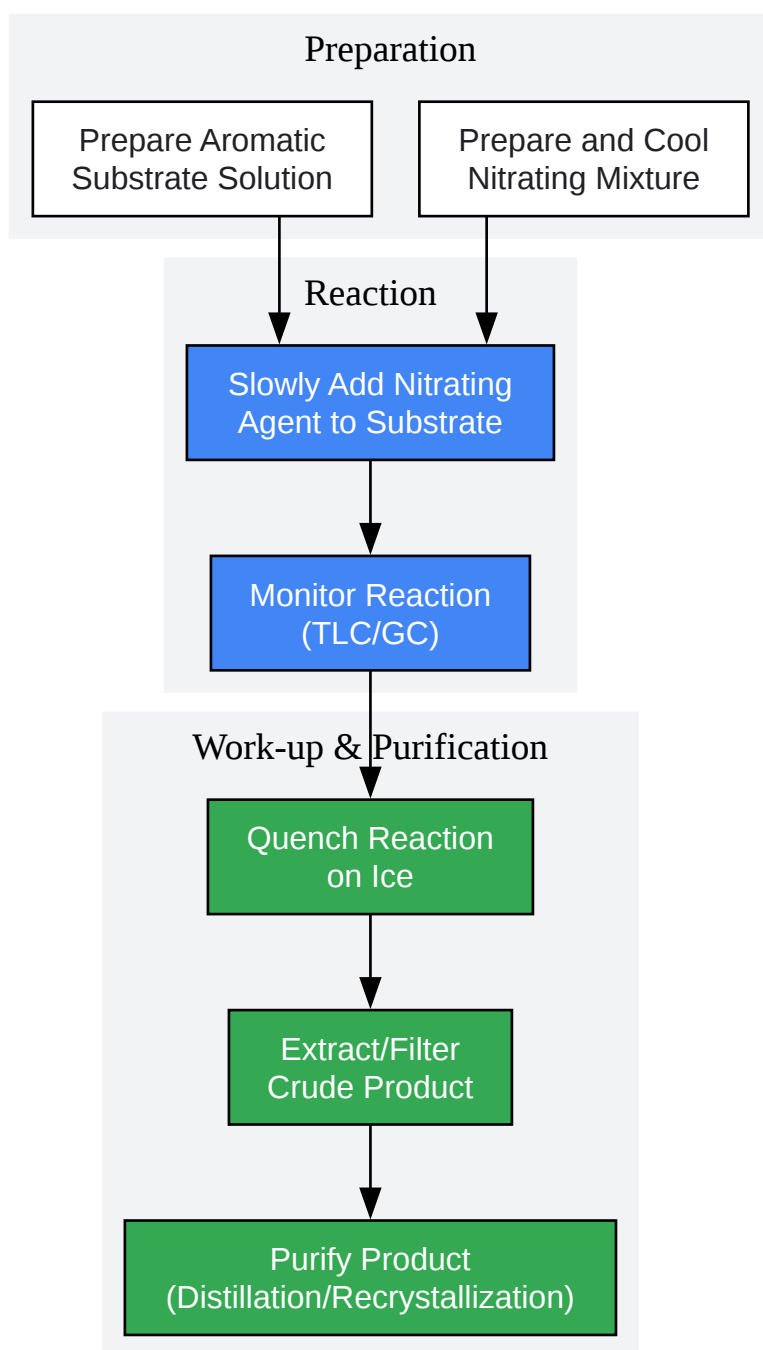 Preparation
Prepare Aromatic
Substrate Solution
Prepare and Cool
Nitrating Mixture
Reaction
Slowly Add Nitrating
Agent to Substrate
Monitor Reaction
(TLC/GC)
Work-up & Purification
Quench Reaction
on Ice
Extract/Filter
Crude Product
Purify Product
(Distillation/Recrystallization)